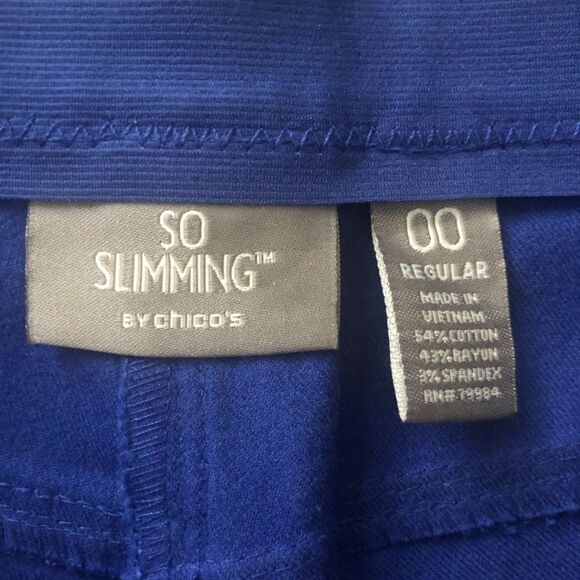 SO
SLIMMING™
BY chico's
00
REGULAR
MADE IN
VIETNAM
54% COTTON
43% RAYON
3% SPANDEX
RN# 79984